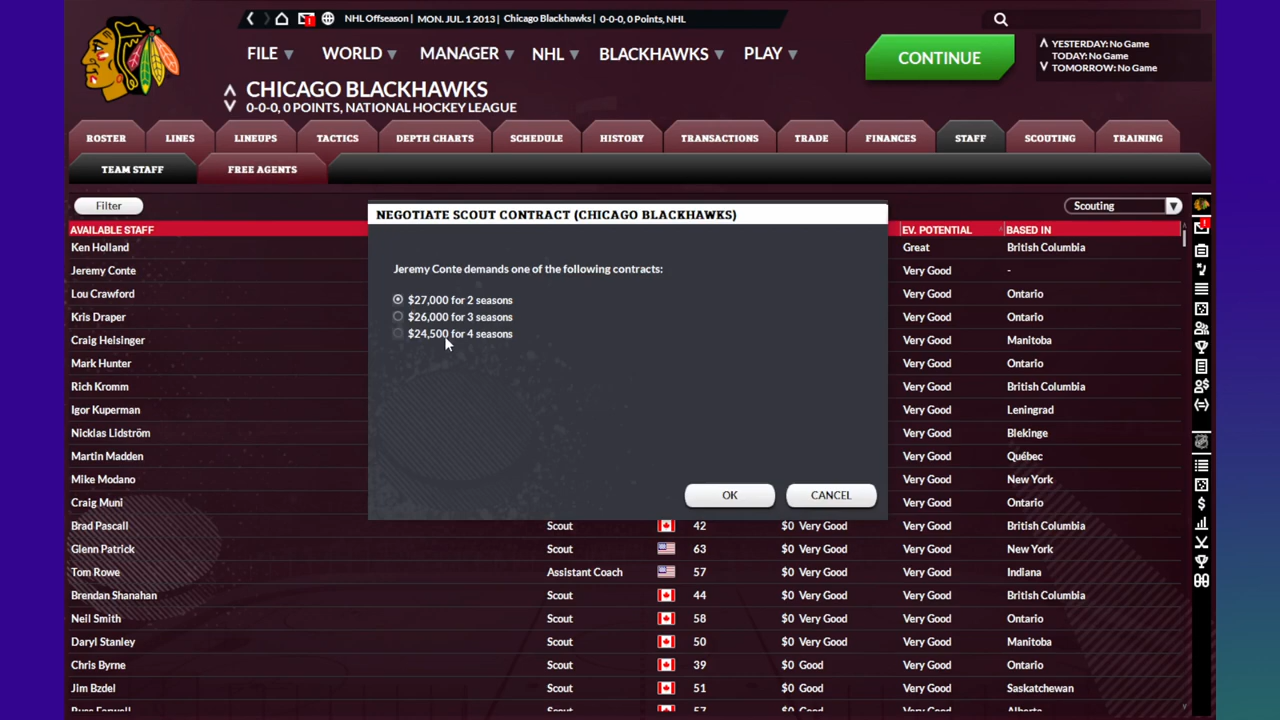 NHL Offseason | MON. JUL. 1 2013 | Chicago Blackhawks | 0-0-0, 0 Points, NHL
FILE WORLD MANAGER NHL BLACKHAWKS PLAY
CONTINUE
YESTERDAY: No Game
TODAY: No Game
TOMORROW: No Game
CHICAGO BLACKHAWKS
0-0-0, 0 POINTS, NATIONAL HOCKEY LEAGUE
ROSTER LINES LINEUPS TACTICS DEPTH CHARTS SCHEDULE HISTORY TRANSACTIONS TRADE FINANCES STAFF SCOUTING TRAINING
TEAM STAFF FREE AGENTS
Filter Scouting
NEGOTIATE SCOUT CONTRACT (CHICAGO BLACKHAWKS)
Jeremy Conte demands one of the following contracts:
$27,000 for 2 seasons
$26,000 for 3 seasons
$24,500 for 4 seasons
OK CANCEL
AVAILABLE STAFF EV. POTENTIAL BASED IN
Ken Holland Great British Columbia
Jeremy Conte Very Good -
Lou Crawford Very Good Ontario
Kris Draper Very Good Ontario
Craig Heisinger Very Good Manitoba
Mark Hunter Very Good Ontario
Rich Kromm Very Good British Columbia
Igor Kuperman Very Good Leningrad
Nicklas Lidström Very Good Blekinge
Martin Madden Very Good Québec
Mike Modano Very Good New York
Craig Muni Very Good Ontario
Brad Pascall Scout 42 $0 Very Good Very Good British Columbia
Glenn Patrick Scout 63 $0 Very Good Very Good New York
Tom Rowe Assistant Coach 57 $0 Very Good Very Good Indiana
Brendan Shanahan Scout 44 $0 Very Good Very Good British Columbia
Neil Smith Scout 58 $0 Very Good Very Good Ontario
Daryl Stanley Scout 50 $0 Very Good Very Good Manitoba
Chris Byrne Scout 39 $0 Good Very Good Ontario
Jim Bzdel Scout 51 $0 Good Very Good Saskatchewan